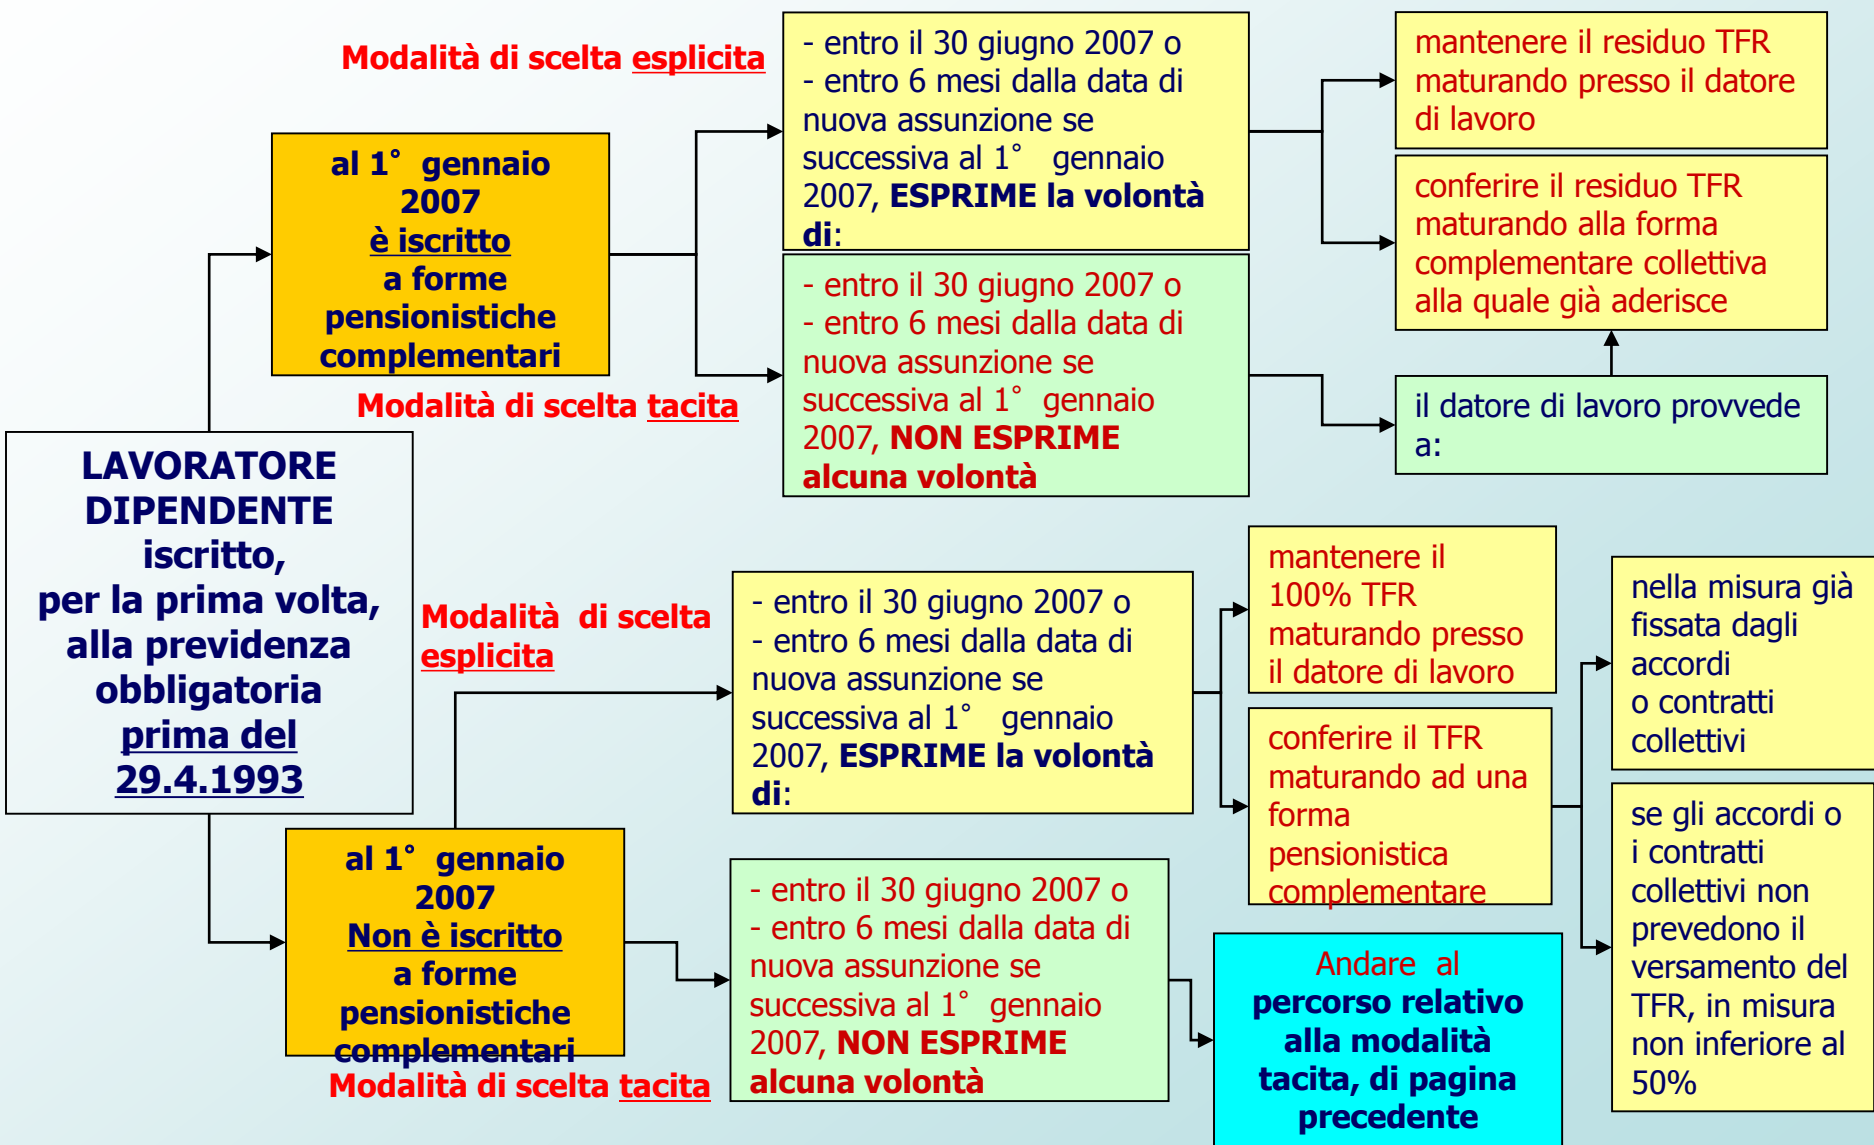 Modalità di scelta esplicita
- entro il 30 giugno 2007 o
- entro 6 mesi dalla data di
nuova assunzione se
successiva al 1° gennaio
2007, ESPRIME la volontà
di:
mantenere il residuo TFR
maturando presso il datore
di lavoro
conferire il residuo TFR
maturando alla forma
complementare collettiva
alla quale già aderisce
al 1° gennaio
2007
è iscritto
a forme
pensionistiche
complementari
- entro il 30 giugno 2007 o
- entro 6 mesi dalla data di
nuova assunzione se
successiva al 1° gennaio
2007, NON ESPRIME
alcuna volontà
il datore di lavoro provvede
a:
Modalità di scelta tacita
LAVORATORE
DIPENDENTE
iscritto,
per la prima volta,
alla previdenza
obbligatoria
prima del
29.4.1993
Modalità di scelta
esplicita
- entro il 30 giugno 2007 o
- entro 6 mesi dalla data di
nuova assunzione se
successiva al 1° gennaio
2007, ESPRIME la volontà
di:
mantenere il
100% TFR
maturando presso
il datore di lavoro
conferire il TFR
maturando ad una
forma
pensionistica
complementare
nella misura già
fissata dagli
accordi
o contratti
collettivi
se gli accordi o
i contratti
collettivi non
prevedono il
versamento del
TFR, in misura
non inferiore al
50%
al 1° gennaio
2007
Non è iscritto
a forme
pensionistiche
complementari
Modalità di scelta tacita
- entro il 30 giugno 2007 o
- entro 6 mesi dalla data di
nuova assunzione se
successiva al 1° gennaio
2007, NON ESPRIME
alcuna volontà
Andare al
percorso relativo
alla modalità
tacita, di pagina
precedente